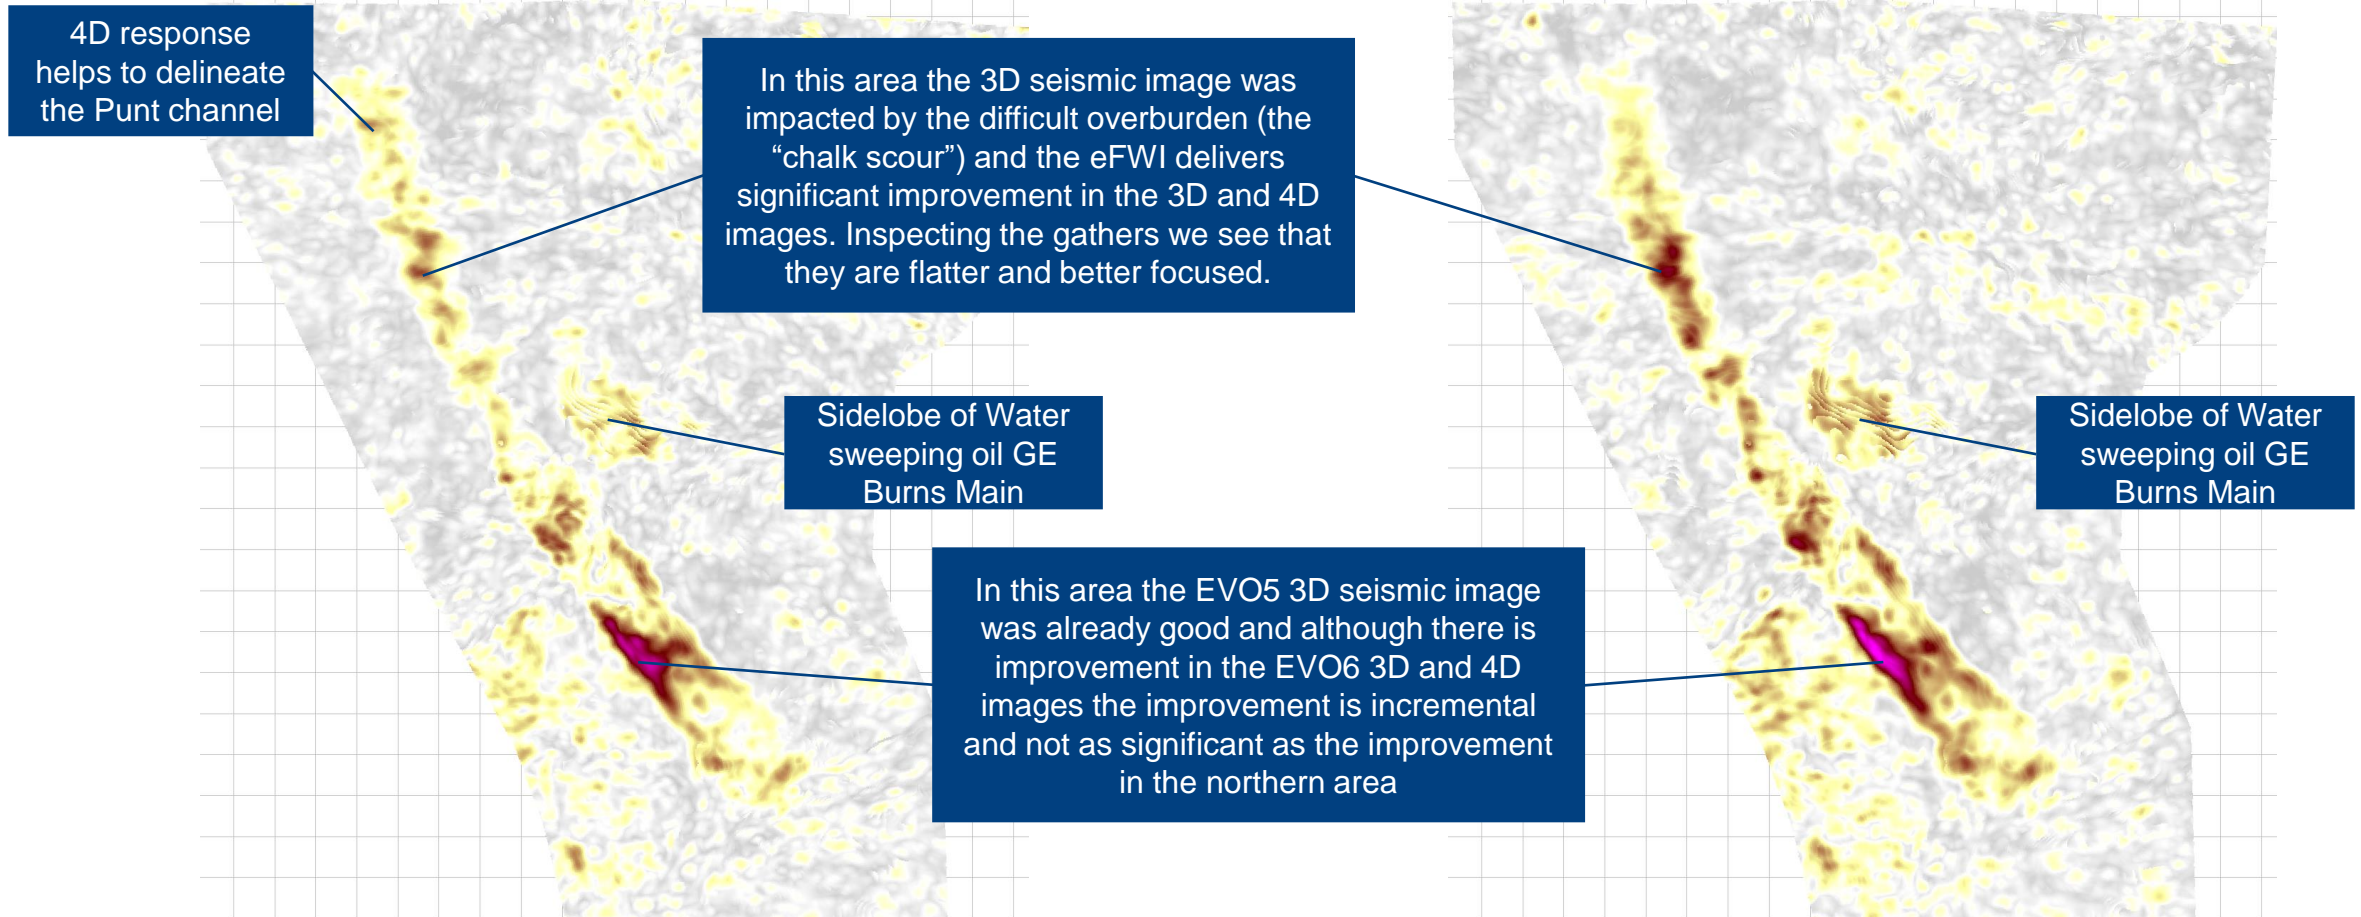 4D response
helps to delineate
the Punt channel
In this area the 3D seismic image was
impacted by the difficult overburden (the
“chalk scour”) and the eFWI delivers
significant improvement in the 3D and 4D
images. Inspecting the gathers we see that
they are flatter and better focused.
Sidelobe of Water
sweeping oil GE
Burns Main
Sidelobe of Water
sweeping oil GE
Burns Main
In this area the EVO5 3D seismic image
was already good and although there is
improvement in the EVO6 3D and 4D
images the improvement is incremental
and not as significant as the improvement
in the northern area